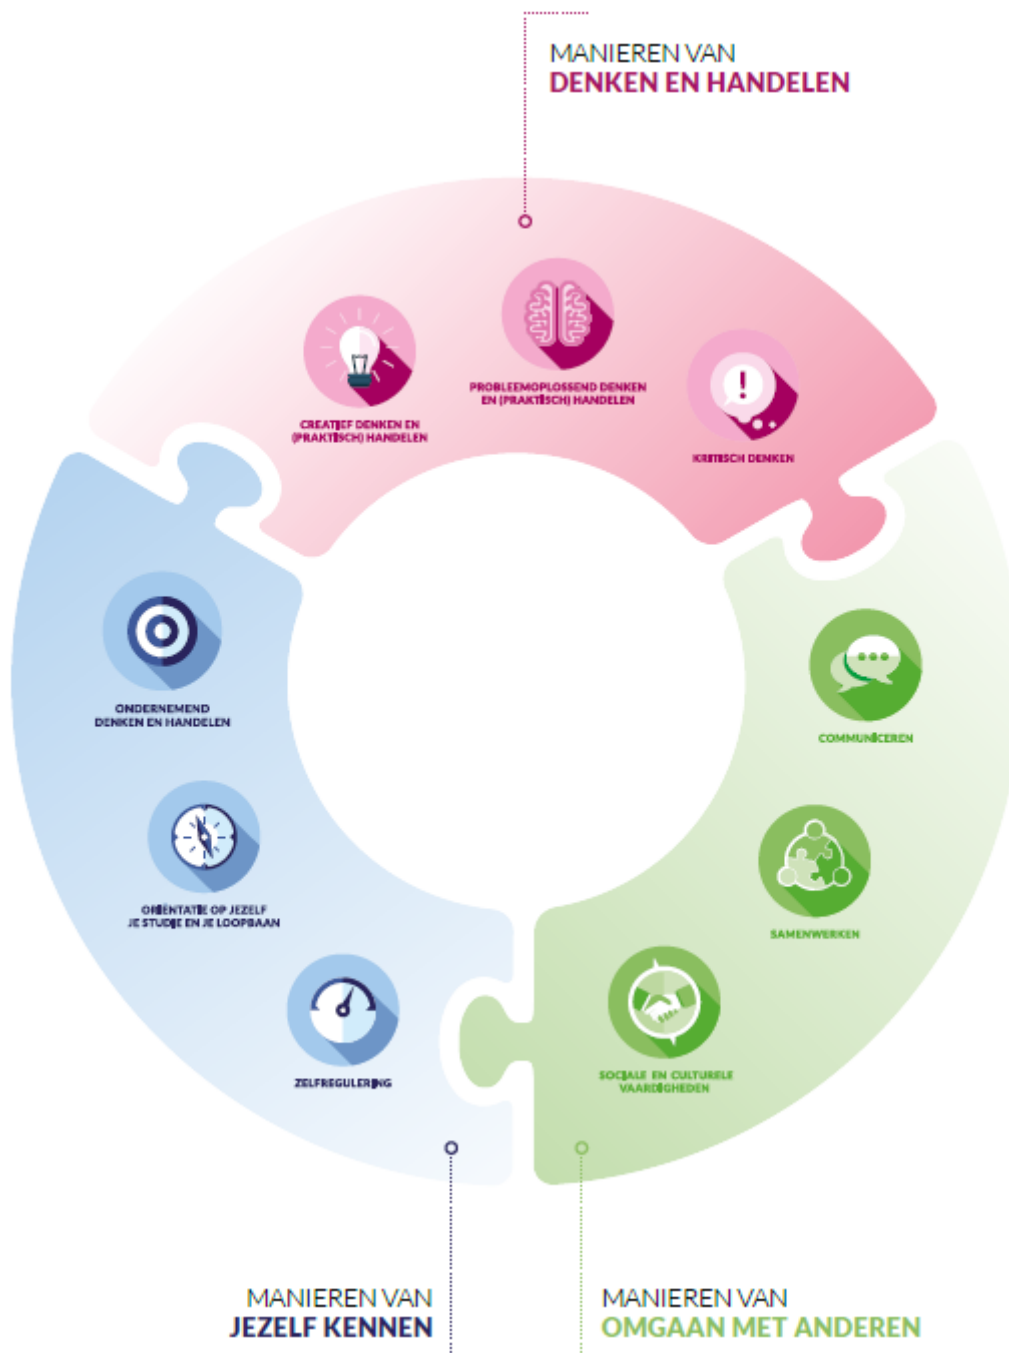 MANIEREN VAN
DENKEN EN HANDELEN
CREATIEF DENKEN EN
(PRAKTISCH) HANDELEN
PROBLEEMOPLOSSEND DENKEN
EN (PRAKTISCH) HANDELEN
KRITISCH DENKEN
ONDERNEMEND
DENKEN EN HANDELEN
ORIËNTATIE OP JEZELF
JE STUDIE EN JE LOOPBAAN
ZELFREGULERING
COMMUNICEREN
SAMENWERKEN
SOCIALE EN CULTURELE
VAARDIGHEDEN
MANIEREN VAN
JEZELF KENNEN
MANIEREN VAN
OMGAAN MET ANDEREN